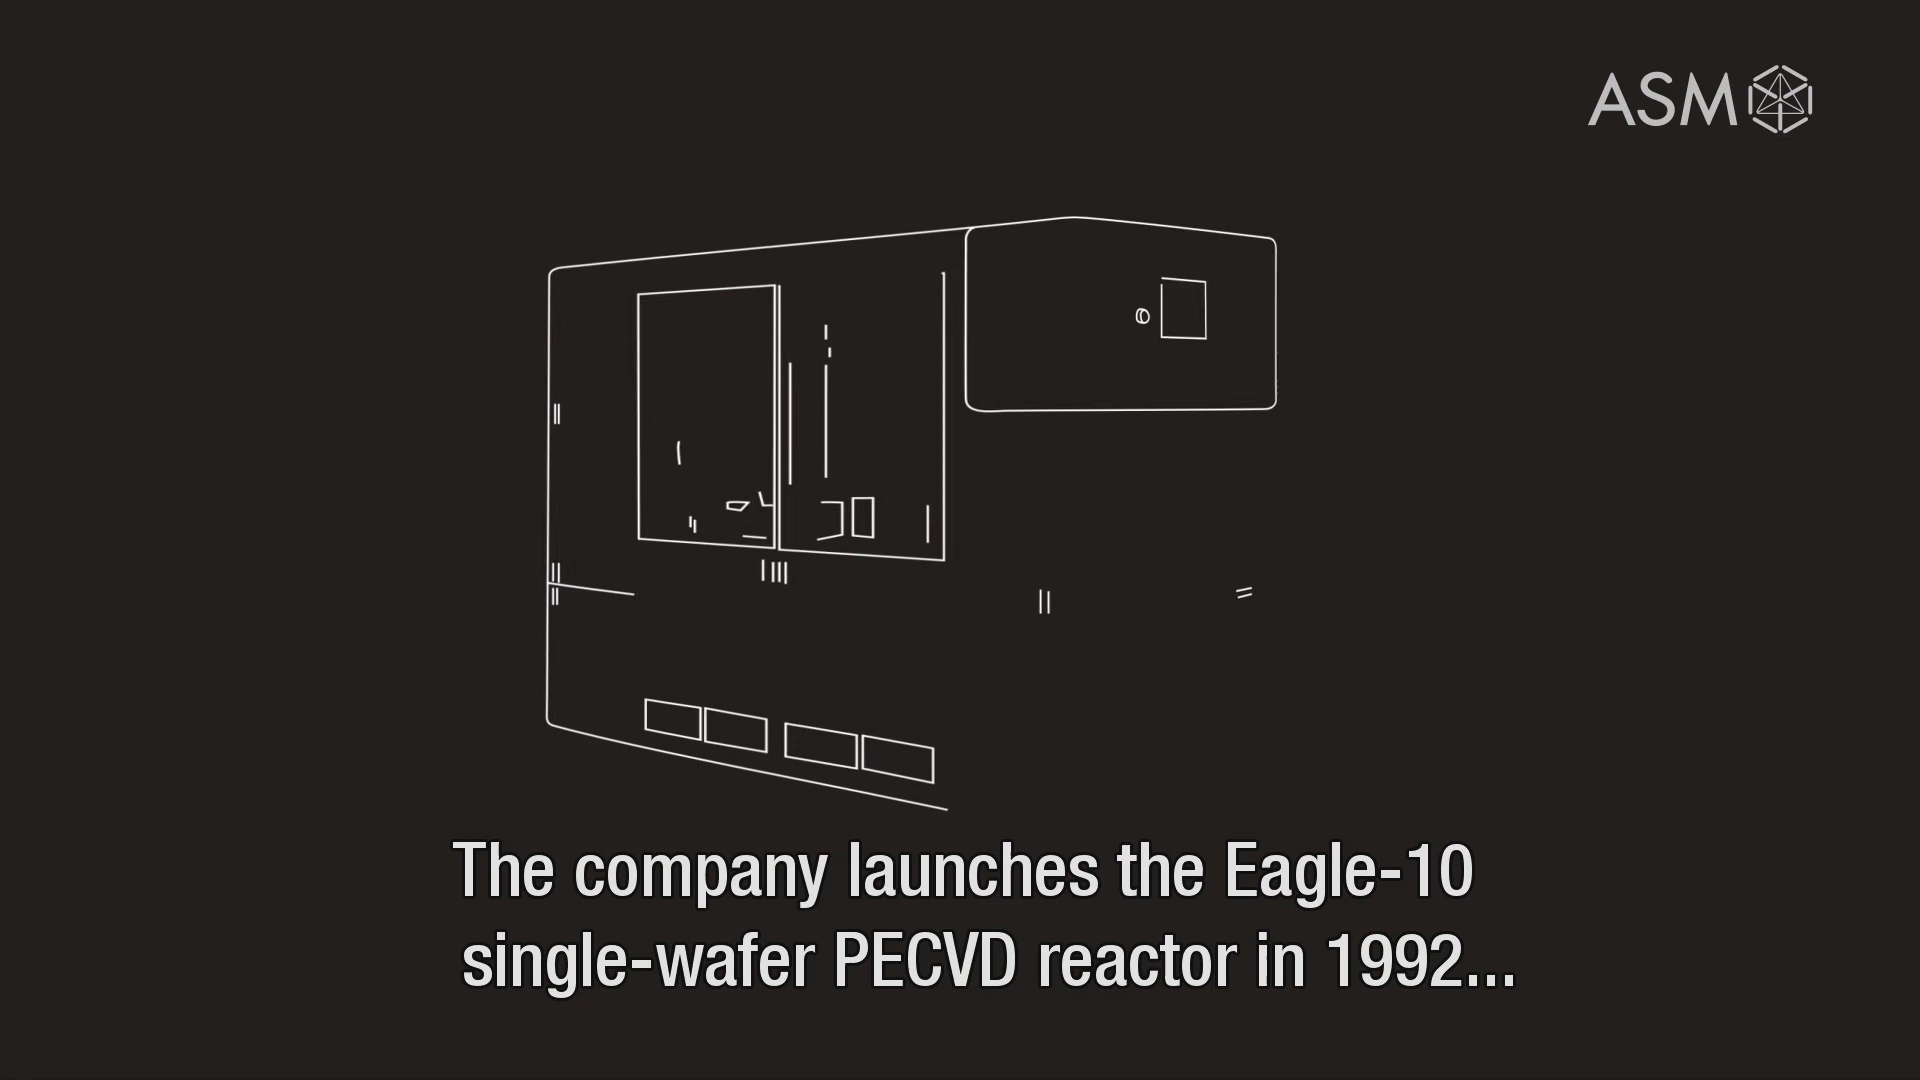 ASM
The company launches the Eagle-10
single-wafer PECVD reactor in 1992...